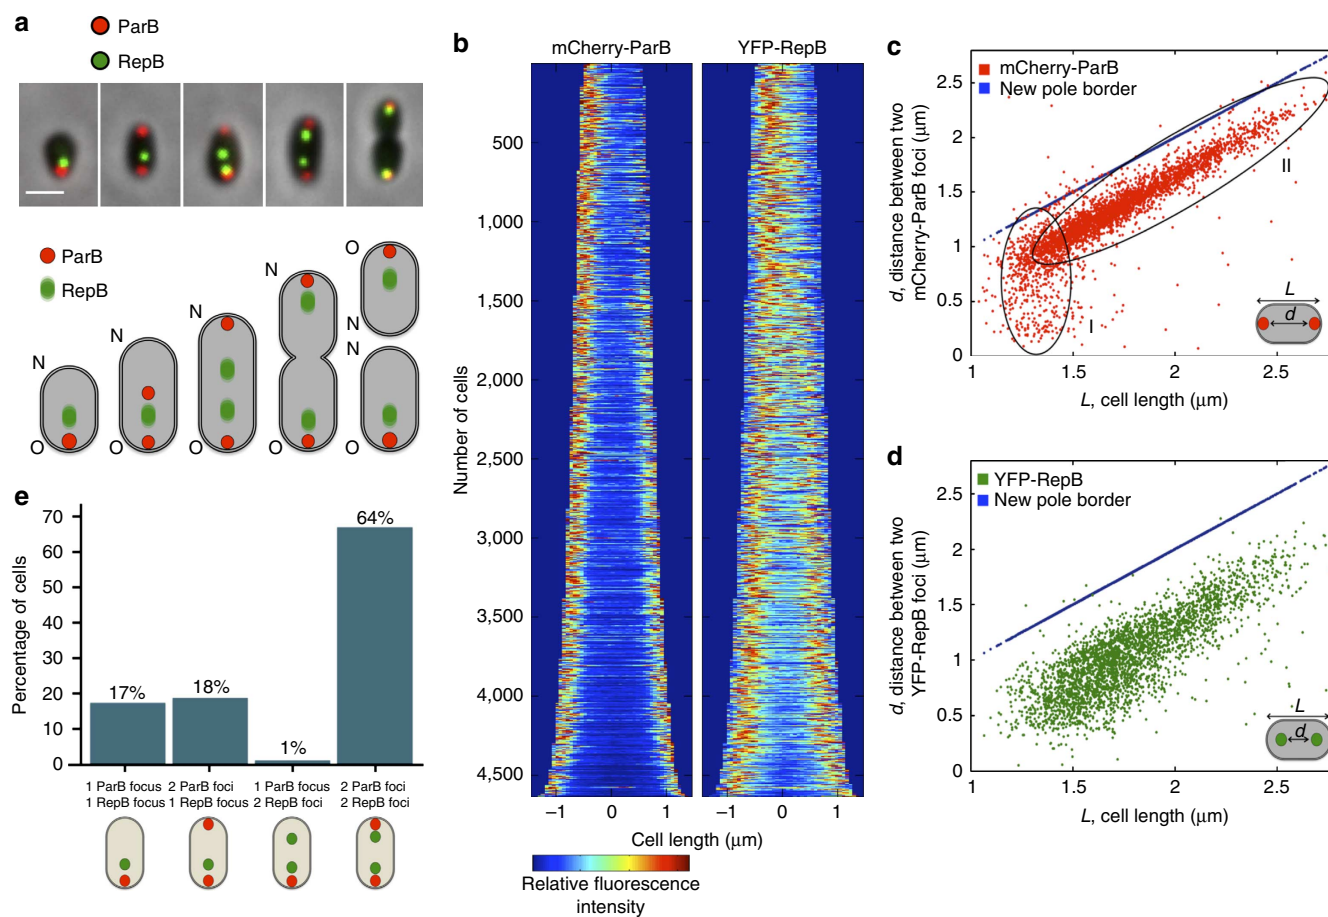 a
ParB
RepB
ParB
RepB
N
O
N
O
N
O
N
O
O
N
N
O
b
mCherry-ParB
YFP-RepB
Number of cells
500
1,000
1,500
2,000
2,500
3,000
3,500
4,000
4,500
−1 0 1
−1 0 1
Cell length (μm)
Relative fluorescence
intensity
c
mCherry-ParB
New pole border
d, distance between two
mCherry-ParB foci (μm)
2.5
2
1.5
1
0.5
0
I
II
L
d
1 1.5 2 2.5
L, cell length (μm)
d
YFP-RepB
New pole border
d, distance between two
YFP-RepB foci (μm)
2.5
2
1.5
1
0.5
0
L
d
1 1.5 2 2.5
L, cell length (μm)
e
Percentage of cells
70
60
50
40
30
20
10
0
17%
18%
1%
64%
1 ParB focus 2 ParB foci 1 ParB focus 2 ParB foci
1 RepB focus 1 RepB focus 2 RepB foci 2 RepB foci